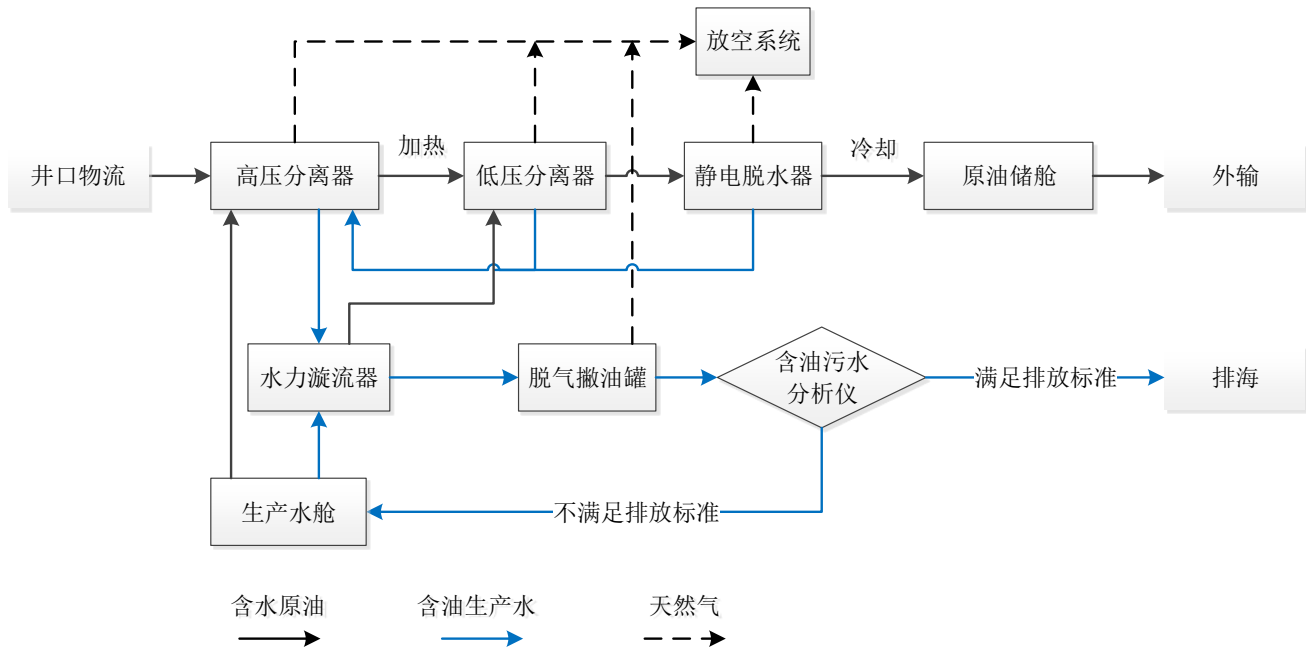 放空系统
加热
冷却
井口物流
高压分离器
低压分离器
静电脱水器
原油储舱
外输
水力漩流器
脱气撇油罐
含油污水
分析仪
满足排放标准
排海
生产水舱
不满足排放标准
含水原油
含油生产水
天然气